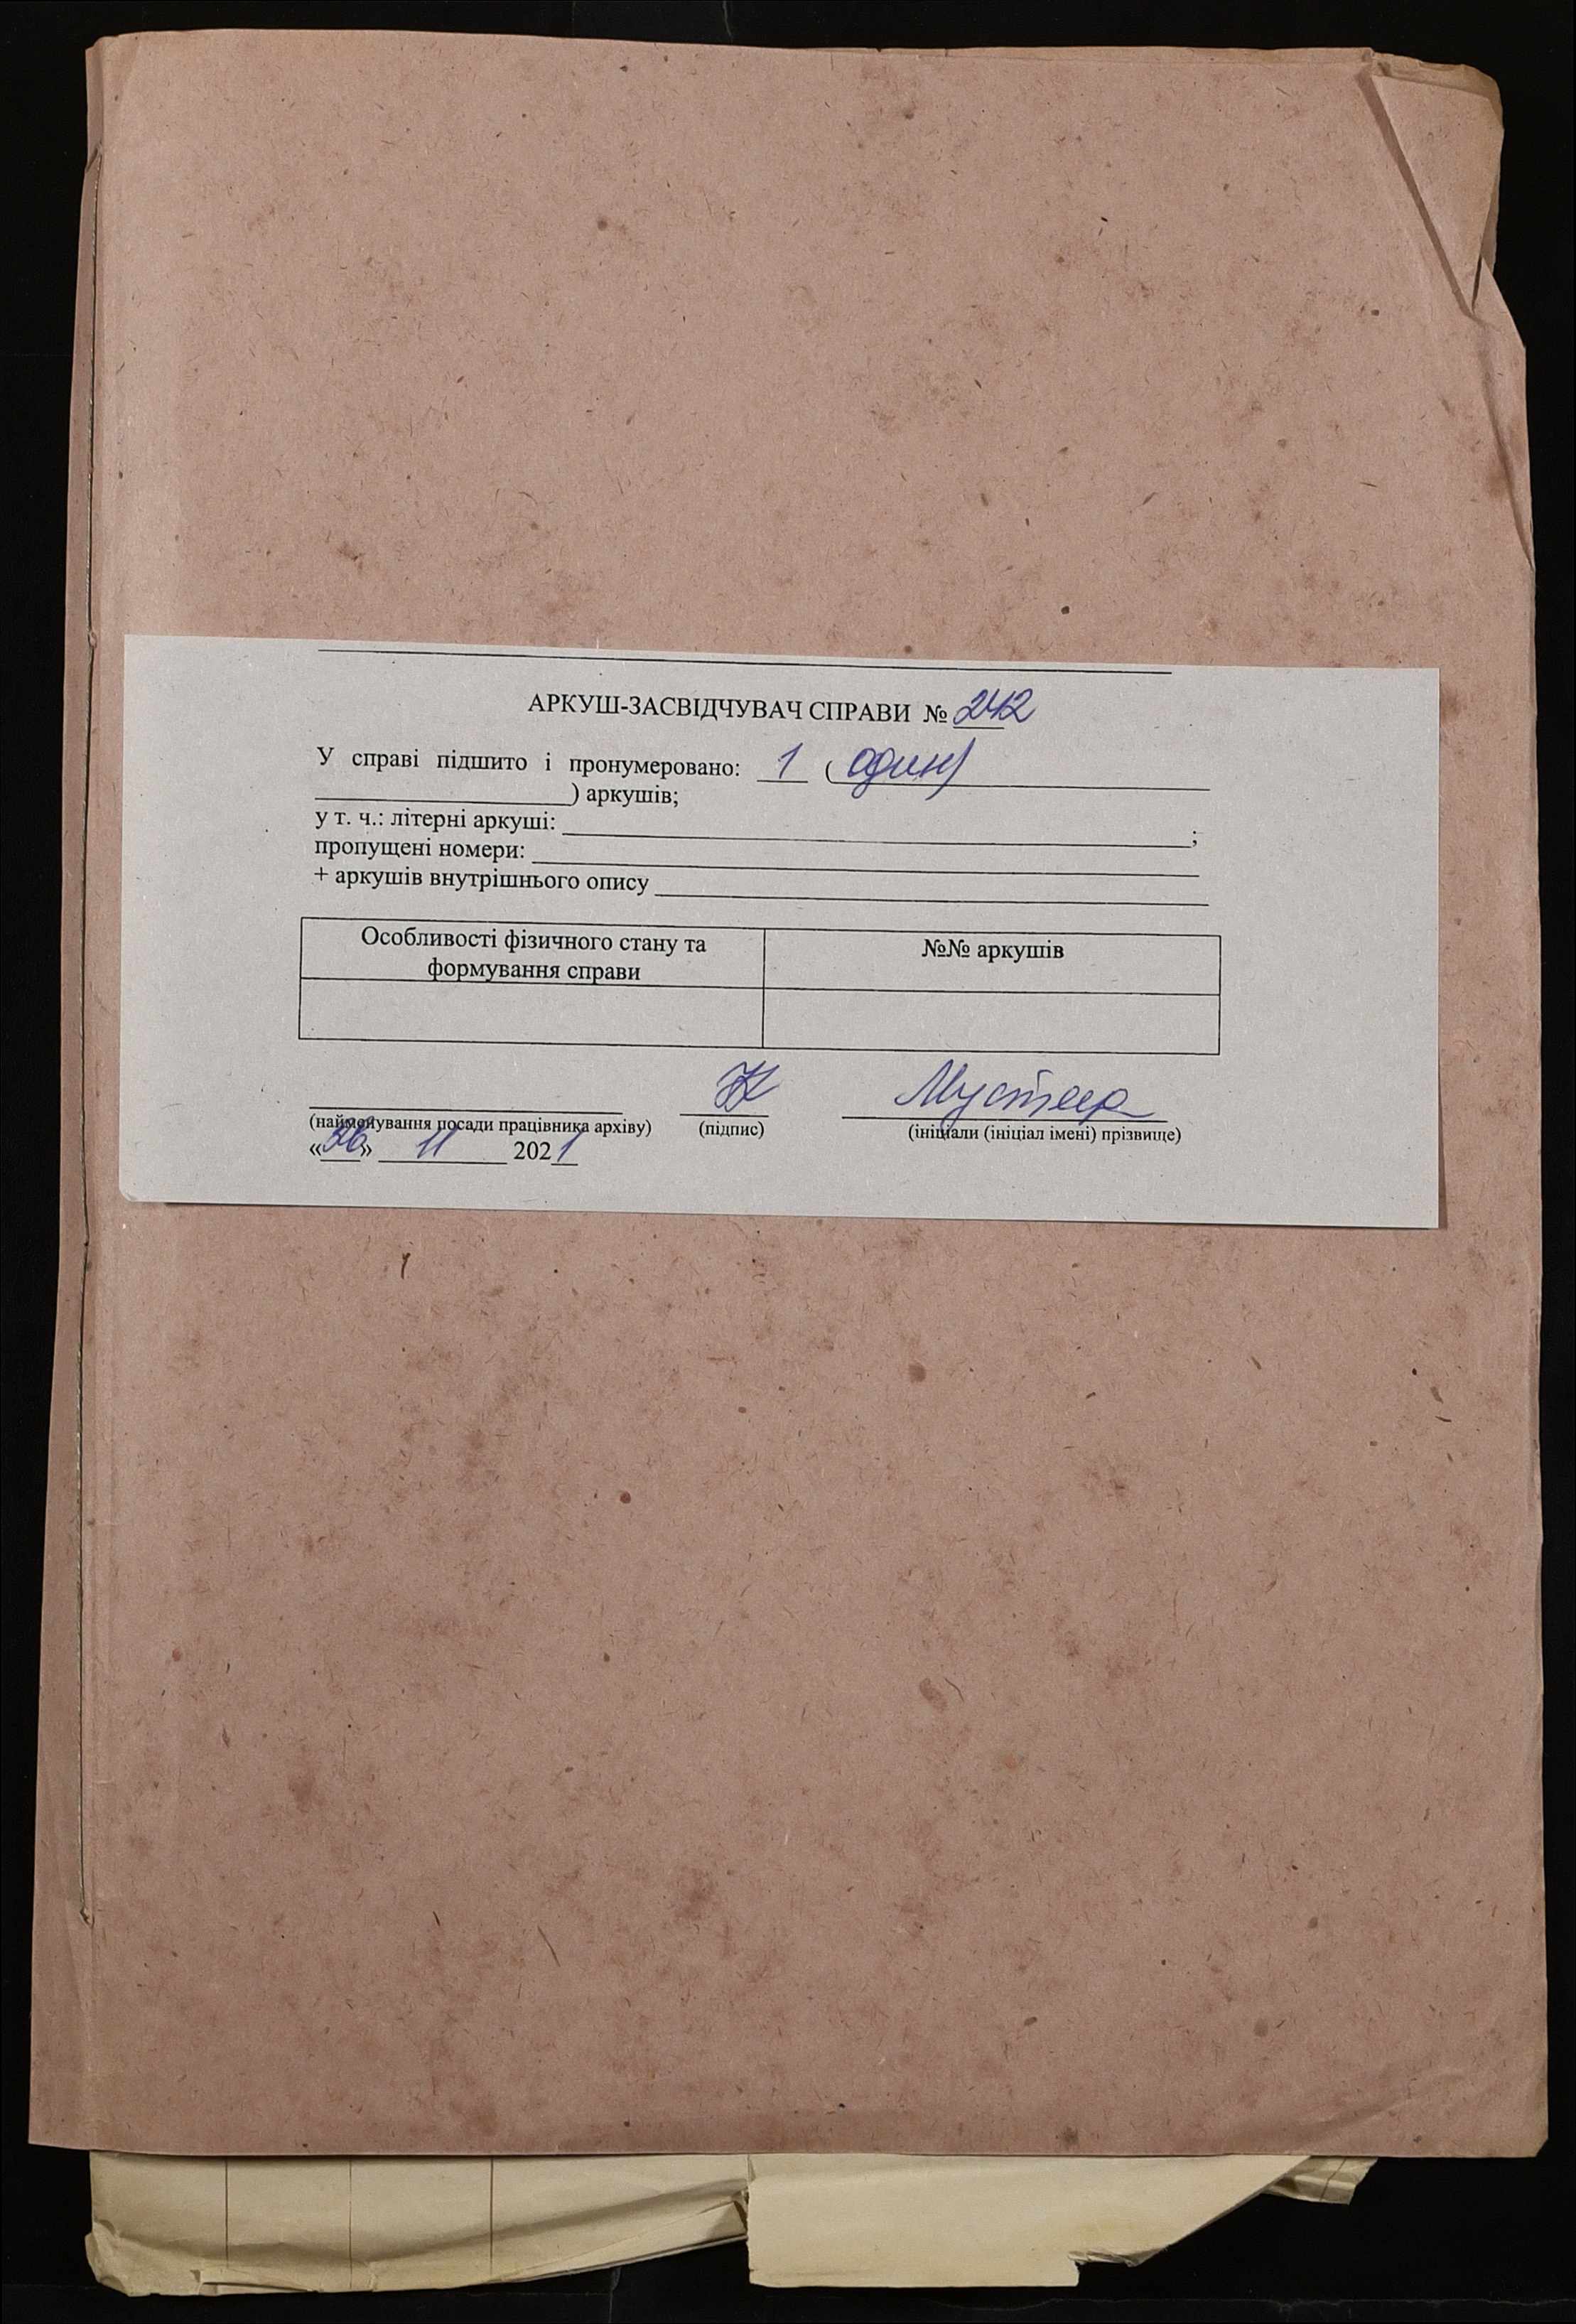 АРКУШ-ЗАСВІДЧУВАЧ СПРАВИ № 242
У справі підшито і пронумеровано: 1 ( один)
) аркушів;
у т. ч.: літерні аркуші: ;
пропущені номери:
+ аркушів внутрішнього опису
Особливості фізичного стану та
формування справи
№№ аркушів
(найменування посади працівника архіву) (підпис) (ініціали (ініціал імені) прізвище)
« » 11 2021